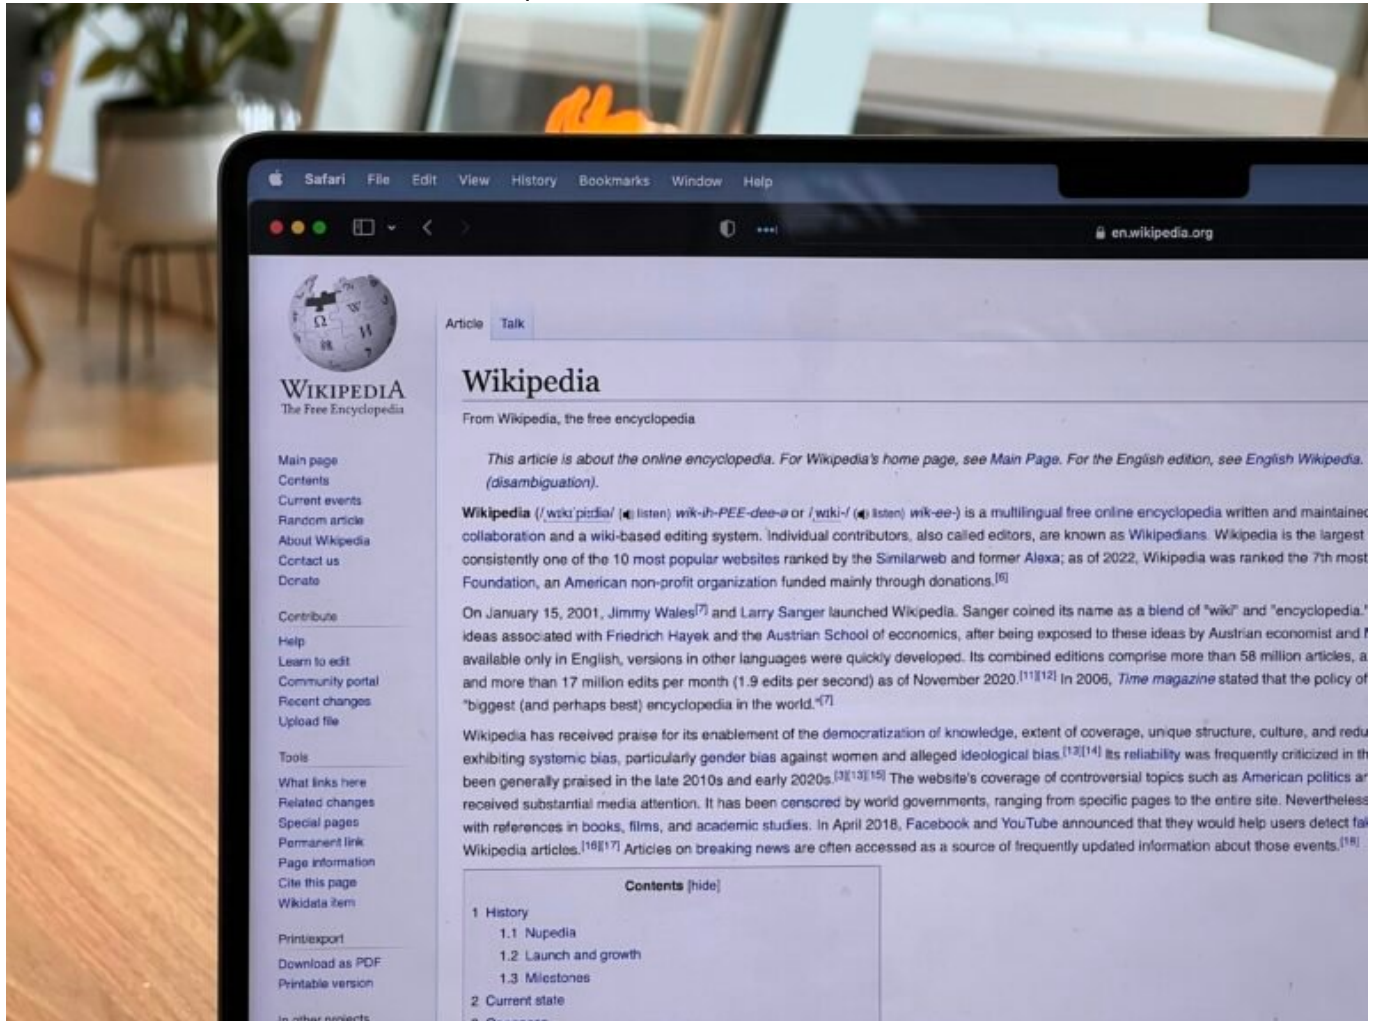 Safari File Edit View History Bookmarks Window Help
en.wikipedia.org
WIKIPEDIA
The Free Encyclopedia
Main page
Contents
Current events
Random article
About Wikipedia
Contact us
Donate
Contribute
Help
Learn to edit
Community portal
Recent changes
Upload file
Tools
What links here
Related changes
Special pages
Permanent link
Page information
Cite this page
Wikidata item
Print/export
Download as PDF
Printable version
In other projects
Article Talk
Wikipedia
From Wikipedia, the free encyclopedia
This article is about the online encyclopedia. For Wikipedia's home page, see Main Page. For the English edition, see English Wikipedia.
(disambiguation).
Wikipedia (/ˌwɪkɪˈpiːdiə/ (listen) wik-ih-PEE-dee-ə or /ˌwɪki-/ (listen) wik-ee-) is a multilingual free online encyclopedia written and maintained
collaboration and a wiki-based editing system. Individual contributors, also called editors, are known as Wikipedians. Wikipedia is the largest
consistently one of the 10 most popular websites ranked by the Similarweb and former Alexa; as of 2022, Wikipedia was ranked the 7th most
Foundation, an American non-profit organization funded mainly through donations.[6]
On January 15, 2001, Jimmy Wales[7] and Larry Sanger launched Wikipedia. Sanger coined its name as a blend of "wiki" and "encyclopedia."
ideas associated with Friedrich Hayek and the Austrian School of economics, after being exposed to these ideas by Austrian economist and
available only in English, versions in other languages were quickly developed. Its combined editions comprise more than 58 million articles, a
and more than 17 million edits per month (1.9 edits per second) as of November 2020.[11][12] In 2006, Time magazine stated that the policy of
"biggest (and perhaps best) encyclopedia in the world."[7]
Wikipedia has received praise for its enablement of the democratization of knowledge, extent of coverage, unique structure, culture, and redu
exhibiting systemic bias, particularly gender bias against women and alleged ideological bias.[13][14] Its reliability was frequently criticized in th
been generally praised in the late 2010s and early 2020s.[3][13][15] The website's coverage of controversial topics such as American politics an
received substantial media attention. It has been censored by world governments, ranging from specific pages to the entire site. Nevertheless
with references in books, films, and academic studies. In April 2018, Facebook and YouTube announced that they would help users detect fak
Wikipedia articles.[16][17] Articles on breaking news are often accessed as a source of frequently updated information about those events.[18]
Contents [hide]
1 History
1.1 Nupedia
1.2 Launch and growth
1.3 Milestones
2 Current state